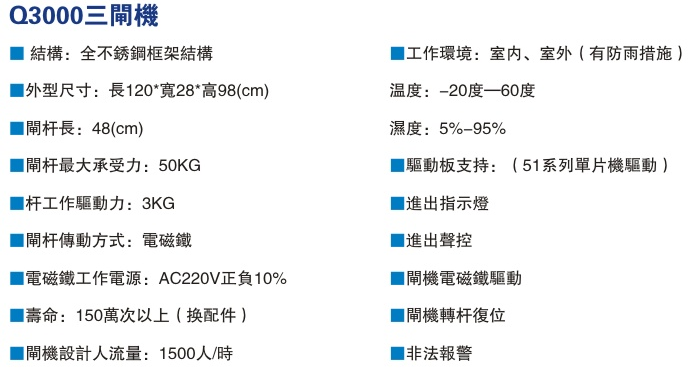 Q3000三閘機
■ 結構：全不銹鋼框架結構
■外型尺寸：長120*寬28*高98(cm)
■閘杆長：48(cm)
■閘杆最大承受力：50KG
■杆工作驅動力：3KG
■閘杆傳動方式：電磁鐵
■電磁鐵工作電源：AC220V正負10%
■壽命：150萬次以上（换配件）
■閘機設計人流量：1500人/時
■工作環境：室内、室外（有防雨措施）
温度：-20度—60度
濕度：5%-95%
■驅動板支持：（51系列單片機驅動）
■進出指示燈
■進出聲控
■閘機電磁鐵驅動
■閘機轉杆復位
■非法報警